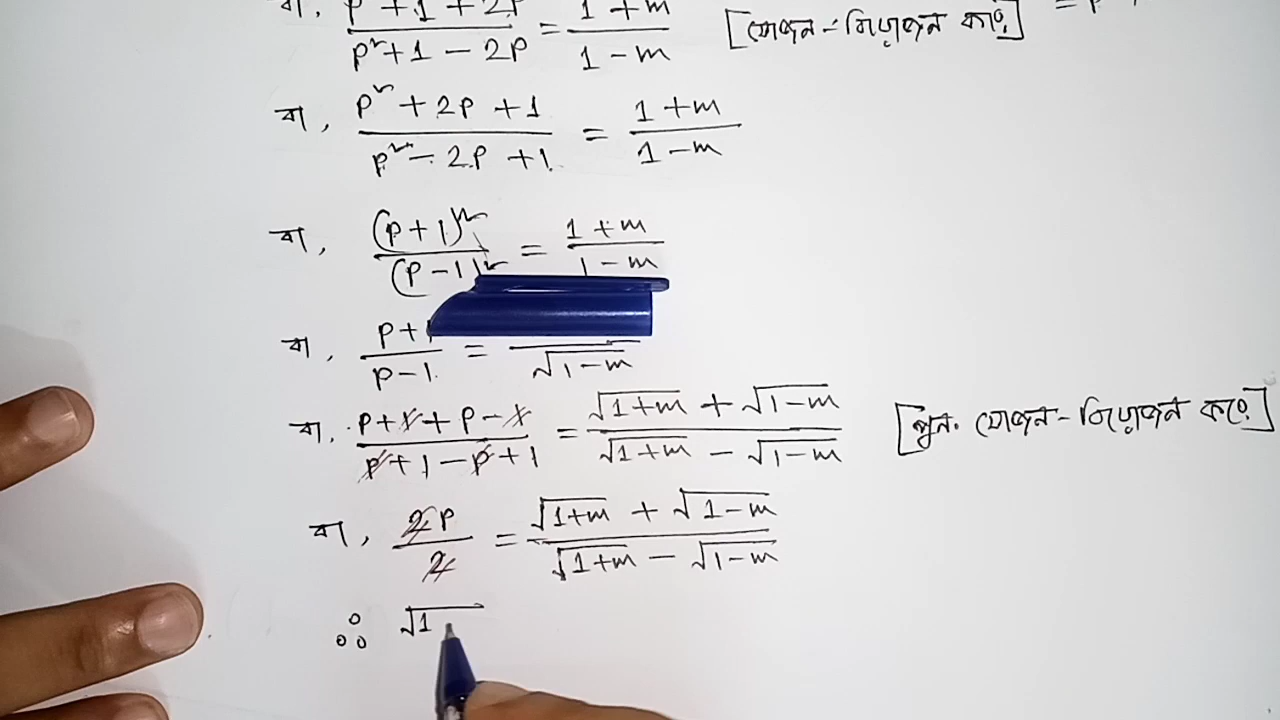 বা, p² + 1 + 2p / p² + 1 − 2p = 1 + m / 1 − m [যোজন-বিয়োজন করে] = p
বা, p² + 2p + 1 / p² − 2p + 1 = 1 + m / 1 − m
বা, (p + 1)² / (p − 1)² = 1 + m / 1 − m
বা, p + 1 / p − 1 = / √1 − m
বা, p + 1 + p − 1 / p + 1 − p + 1 = √1 + m + √1 − m / √1 + m − √1 − m [পুনঃ যোজন-বিয়োজন করে]
বা, 2p / 2 = √1 + m + √1 − m / √1 + m − √1 − m
∴ √1